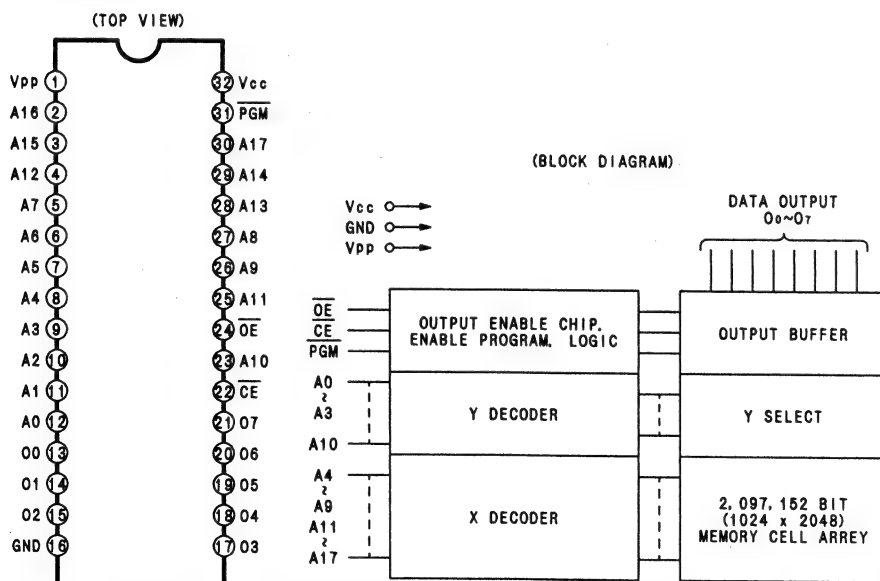 (TOP VIEW)
Vpp 1
A16 2
A15 3
A12 4
A7 5
A6 6
A5 7
A4 8
A3 9
A2 10
A1 11
A0 12
O0 13
O1 14
O2 15
GND 16
32 Vcc
31 PGM
30 A17
29 A14
28 A13
27 A8
26 A9
25 A11
24 OE
23 A10
22 CE
21 O7
20 O6
19 O5
18 O4
17 O3
(BLOCK DIAGRAM)
Vcc
GND
Vpp
DATA OUTPUT
O0~O7
OE
CE
PGM
OUTPUT ENABLE CHIP.
ENABLE PROGRAM. LOGIC
OUTPUT BUFFER
A0
~
A3
A10
Y DECODER
Y SELECT
A4
~
A9
A11
~
A17
X DECODER
2,097,152 BIT
(1024 x 2048)
MEMORY CELL ARREY